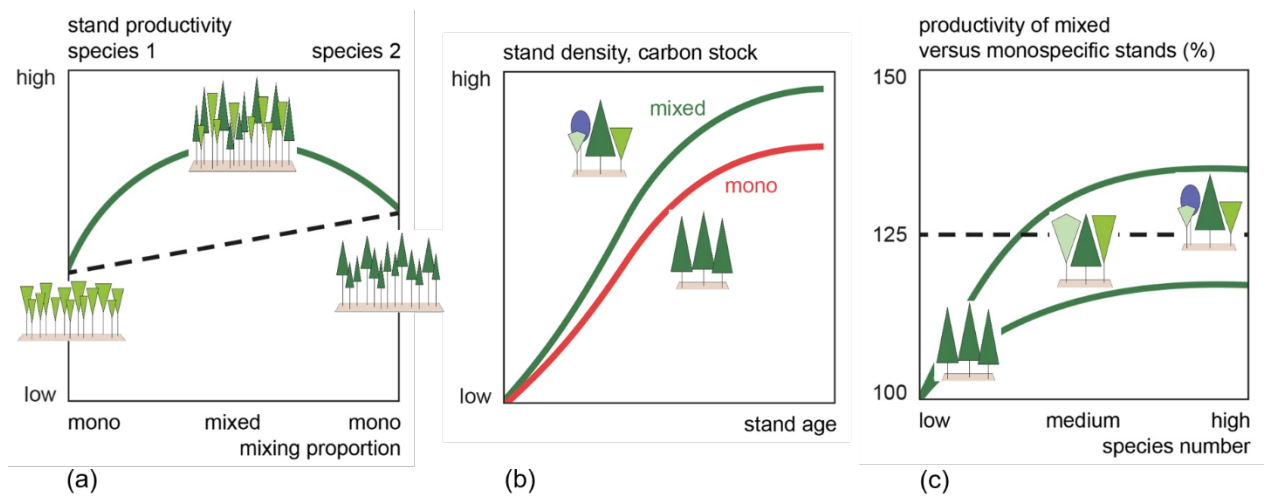 stand productivity
species 1 species 2
high
low
mono mixed mono
mixing proportion
(a)
stand density, carbon stock
high
mixed
mono
low
stand age
(b)
productivity of mixed
versus monospecific stands (%)
150
125
100
low medium high
species number
(c)